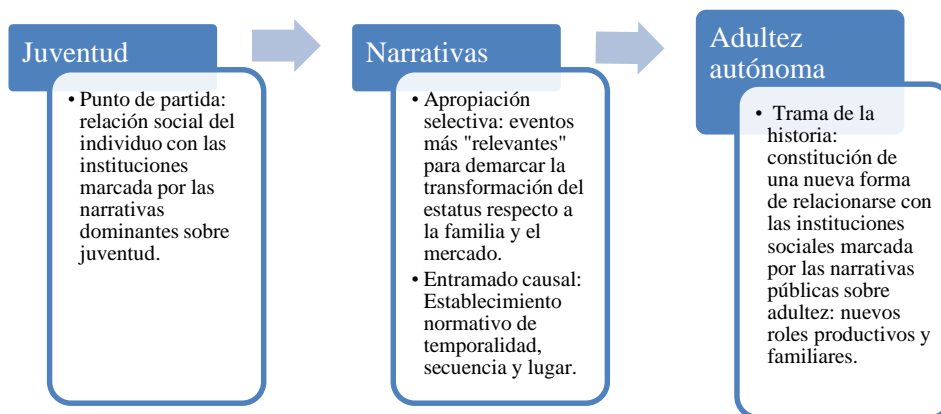 Juventud
• Punto de partida:
relación social del
individuo con las
instituciones
marcada por las
narrativas
dominantes sobre
juventud.
Narrativas
• Apropiación
selectiva: eventos
más "relevantes"
para demarcar la
transformación del
estatus respecto a
la familia y el
mercado.
• Entramado causal:
Establecimiento
normativo de
temporalidad,
secuencia y lugar.
Adultez
autónoma
• Trama de la
historia:
constitución de
una nueva forma
de relacionarse con
las instituciones
sociales marcada
por las narrativas
públicas sobre
adultez: nuevos
roles productivos y
familiares.